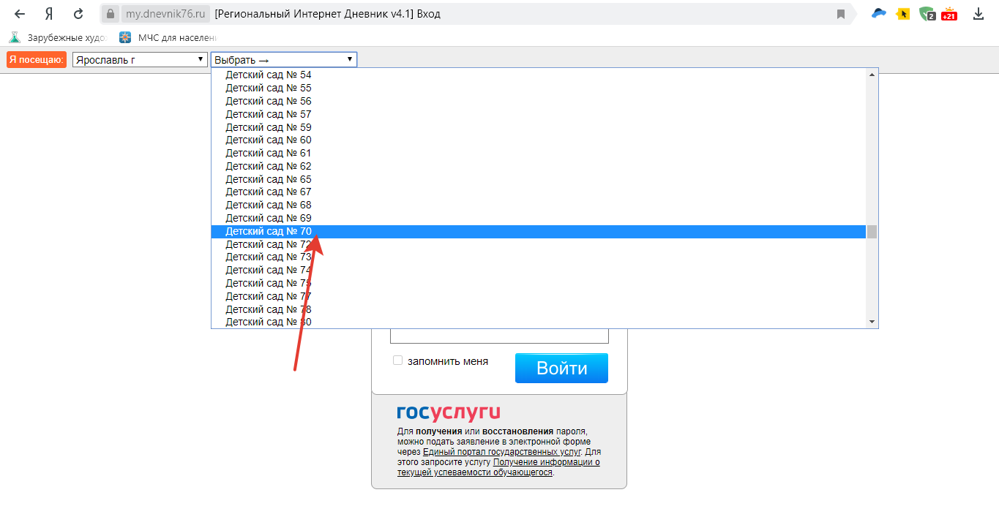 Я
my.dnevnik76.ru [Региональный Интернет Дневник v4.1] Вход
2
+21
Зарубежные худо
МЧС для населен
Я посещаю:
Ярославль г
Выбрать →
Детский сад № 54
Детский сад № 55
Детский сад № 56
Детский сад № 57
Детский сад № 59
Детский сад № 60
Детский сад № 61
Детский сад № 62
Детский сад № 65
Детский сад № 67
Детский сад № 68
Детский сад № 69
Детский сад № 70
Детский сад № 72
Детский сад № 73
Детский сад № 74
Детский сад № 75
Детский сад № 77
Детский сад № 78
Детский сад № 80
запомнить меня
Войти
госуслуги
Для получения или восстановления пароля,
можно подать заявление в электронной форме
через Единый портал государственных услуг. Для
этого запросите услугу Получение информации о
текущей успеваемости обучающегося.